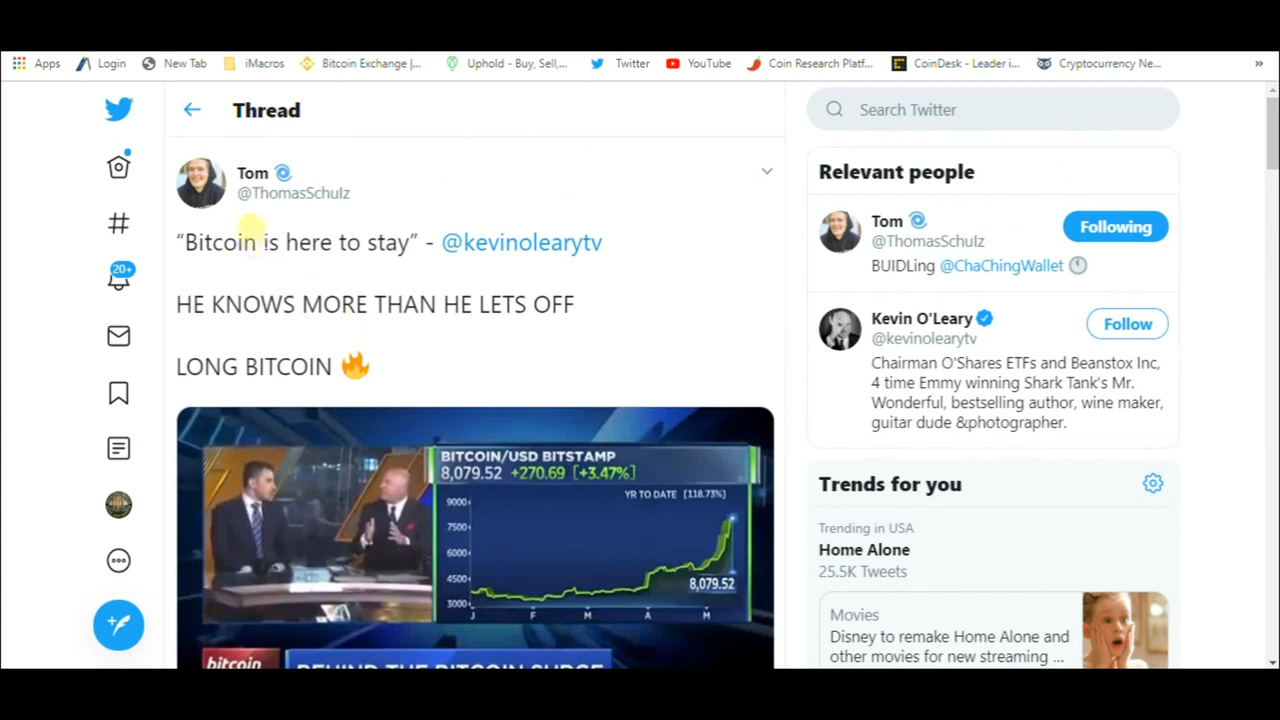 Apps Login New Tab iMacros Bitcoin Exchange |... Uphold - Buy, Sell,... Twitter YouTube Coin Research Platf... CoinDesk - Leader i... Cryptocurrency Ne... »
Thread
Search Twitter
Tom
@ThomasSchulz
“Bitcoin is here to stay” - @kevinolearytv
HE KNOWS MORE THAN HE LETS OFF
LONG BITCOIN 🔥
20+
BITCOIN/USD BITSTAMP
8,079.52 +270.69 [+3.47%]
YR TO DATE [118.73%]
9000
7500
6000
4500
3000
8,079.52
J F M A M
bitcoin
BEHIND THE BITCOIN SURGE
Relevant people
Tom
@ThomasSchulz
Following
BUIDLing @ChaChingWallet
Kevin O'Leary
@kevinolearytv
Follow
Chairman O'Shares ETFs and Beanstox Inc,
4 time Emmy winning Shark Tank's Mr.
Wonderful, bestselling author, wine maker,
guitar dude &photographer.
Trends for you
Trending in USA
Home Alone
25.5K Tweets
Movies
Disney to remake Home Alone and
other movies for new streaming ...